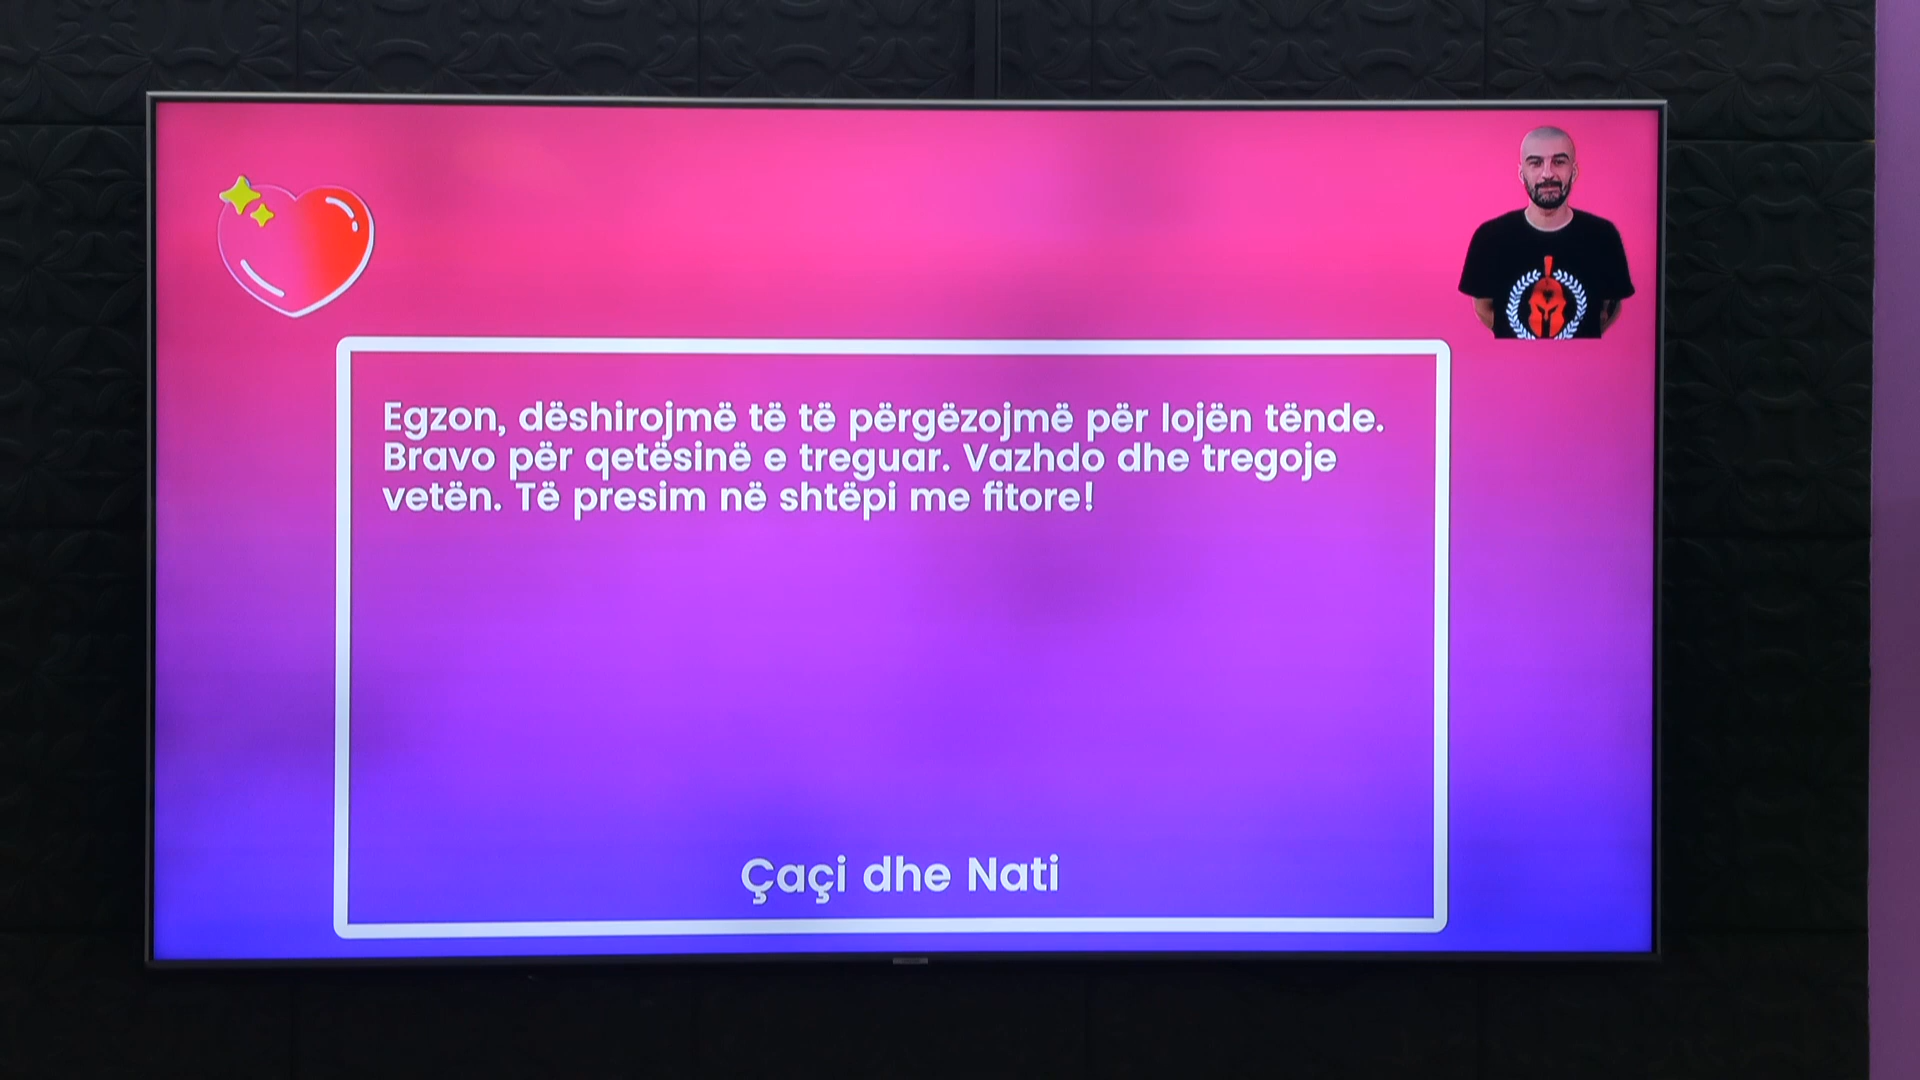 Egzon, dëshirojmë të të përgëzojmë për lojën tënde.
Bravo për qetësinë e treguar. Vazhdo dhe tregoje
vetën. Të presim në shtëpi me fitore!
Çaçi dhe Nati